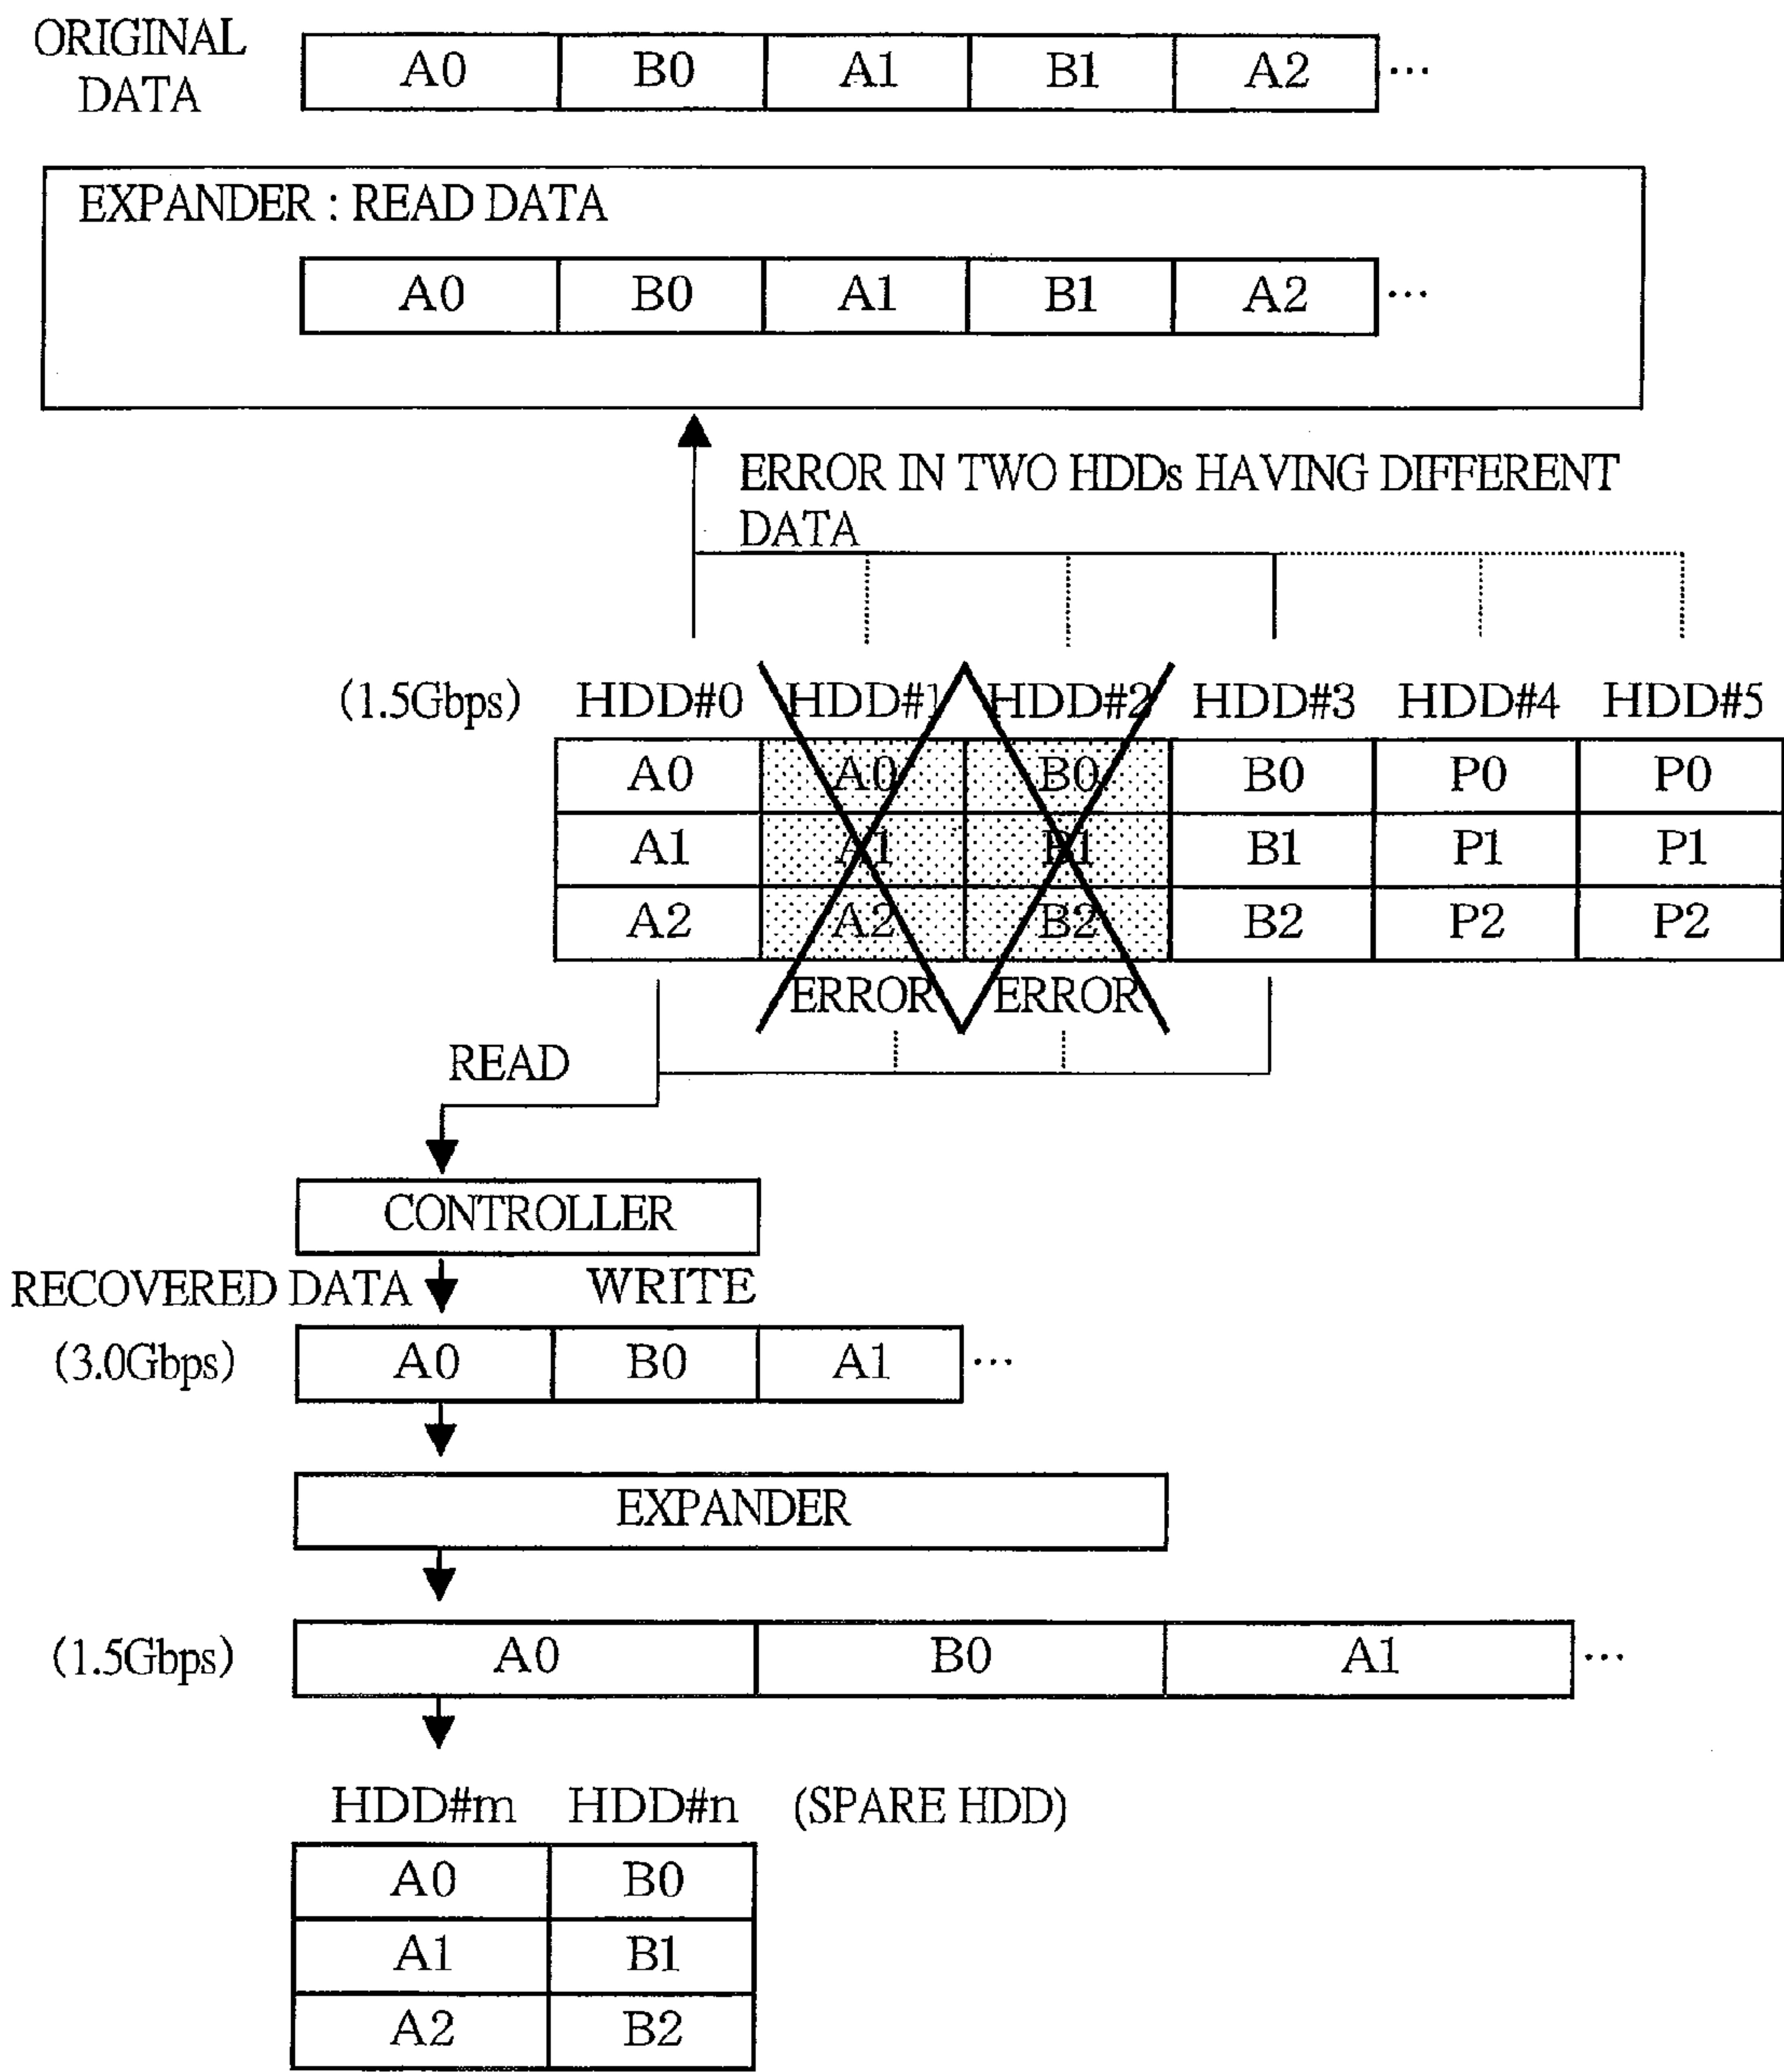 ORIGINAL
DATA
A0 B0 A1 B1 A2 ...
EXPANDER : READ DATA
A0 B0 A1 B1 A2 ...
ERROR IN TWO HDDs HAVING DIFFERENT
DATA
(1.5Gbps) HDD#0 HDD#1 HDD#2 HDD#3 HDD#4 HDD#5
A0 A0 B0 B0 P0 P0
A1 A1 B1 B1 P1 P1
A2 A2 B2 B2 P2 P2
ERROR ERROR
READ
CONTROLLER
RECOVERED DATA WRITE
(3.0Gbps) A0 B0 A1 ...
EXPANDER
(1.5Gbps) A0 B0 A1 ...
HDD#m HDD#n (SPARE HDD)
A0 B0
A1 B1
A2 B2